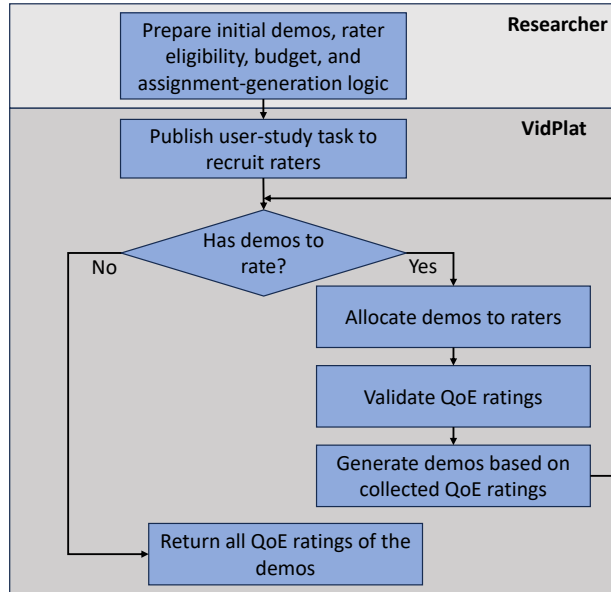 Researcher
Prepare initial demos, rater
eligibility, budget, and
assignment-generation logic
VidPlat
Publish user-study task to
recruit raters
Has demos to
rate?
No
Yes
Allocate demos to raters
Validate QoE ratings
Generate demos based on
collected QoE ratings
Return all QoE ratings of the
demos